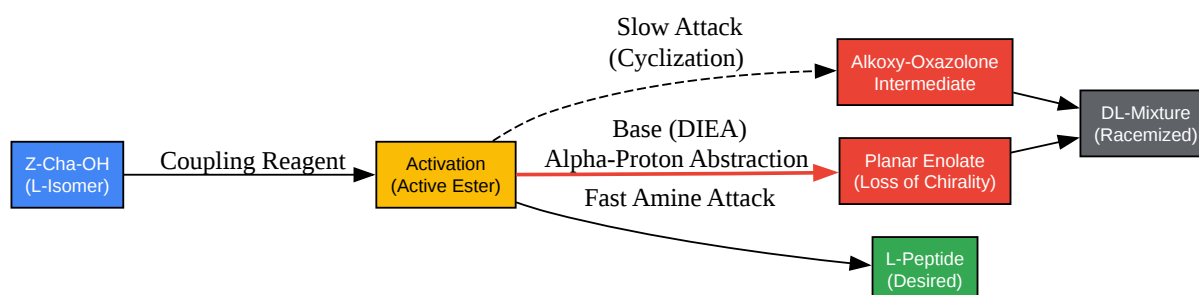 Z-Cha-OH
(L-Isomer)
Coupling Reagent
Activation
(Active Ester)
Slow Attack
(Cyclization)
Base (DIEA)
Alpha-Proton Abstraction
Fast Amine Attack
Alkoxy-Oxazolone
Intermediate
Planar Enolate
(Loss of Chirality)
L-Peptide
(Desired)
DL-Mixture
(Racemized)